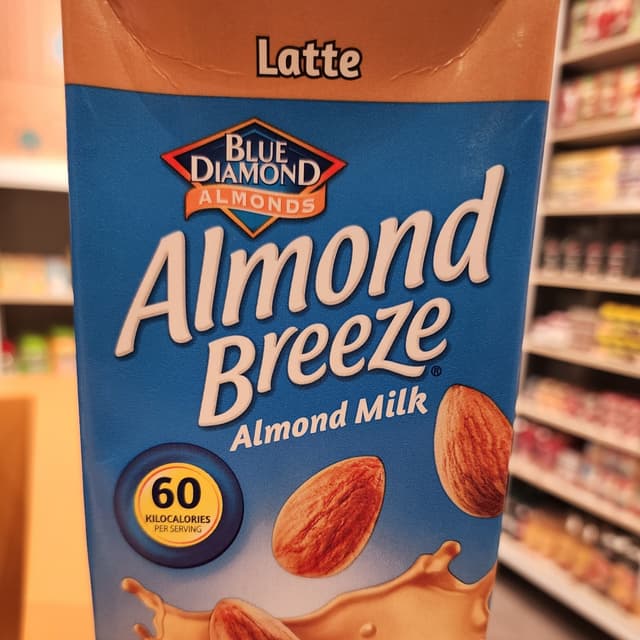 Latte
BLUE
DIAMOND
ALMONDS
Almond
BREEZE®
Almond Milk
60
KILOCALORIES
PER SERVING